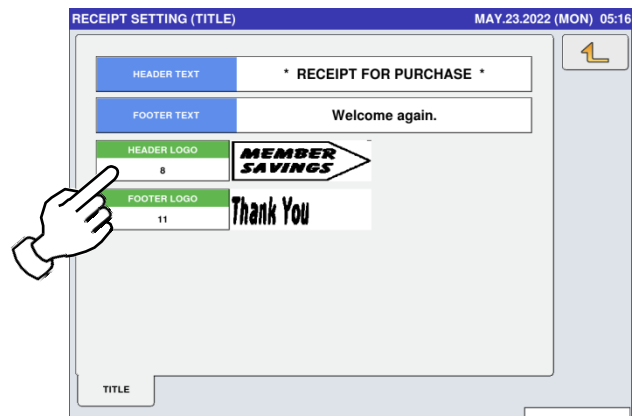 RECEIPT SETTING (TITLE) MAY.23.2022 (MON) 05:16
HEADER TEXT * RECEIPT FOR PURCHASE *
FOOTER TEXT Welcome again.
HEADER LOGO
8
MEMBER
SAVINGS
FOOTER LOGO
11
Thank You
TITLE